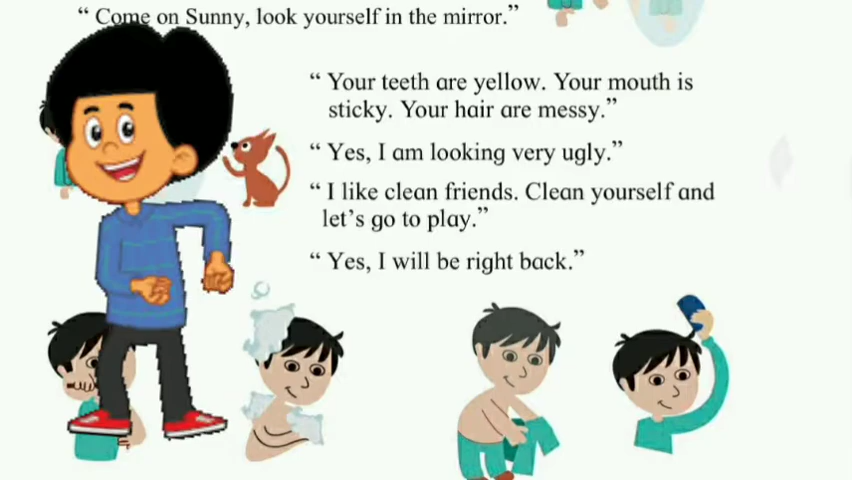 “ Come on Sunny, look yourself in the mirror.”
“ Your teeth are yellow. Your mouth is
sticky. Your hair are messy.”
“ Yes, I am looking very ugly.”
“ I like clean friends. Clean yourself and
let’s go to play.”
“ Yes, I will be right back.”